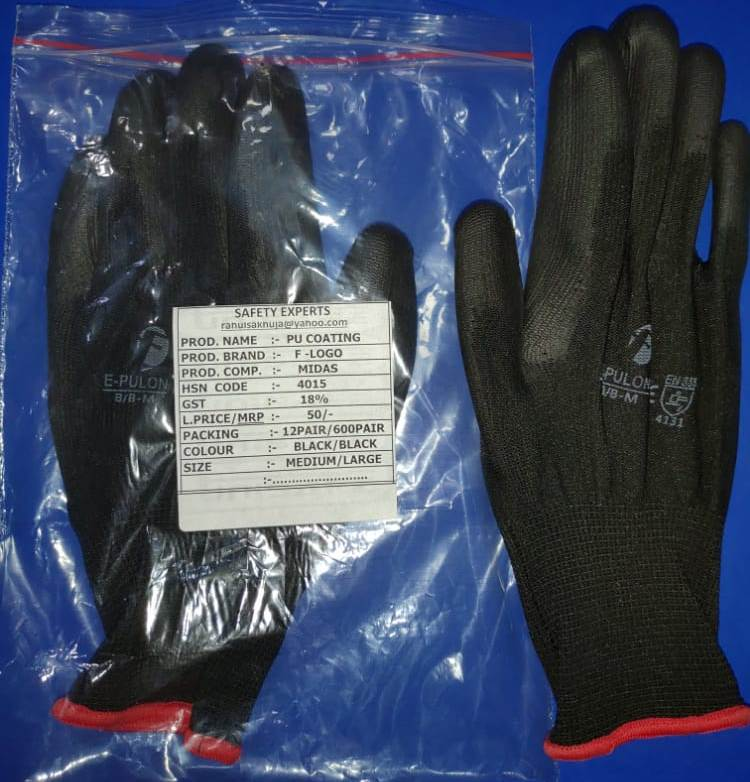 SAFETY EXPERTS
ranuisaknuja@yahoo.com
PROD. NAME :- PU COATING
PROD. BRAND :- F -LOGO
PROD. COMP. :- MIDAS
HSN CODE :- 4015
GST :- 18%
L.PRICE/MRP :- 50/-
PACKING :- 12PAIR/600PAIR
COLOUR :- BLACK/BLACK
SIZE :- MEDIUM/LARGE
:-........................
E-PULON
B/B-M
-PULON
/B-M
EN 388
4131